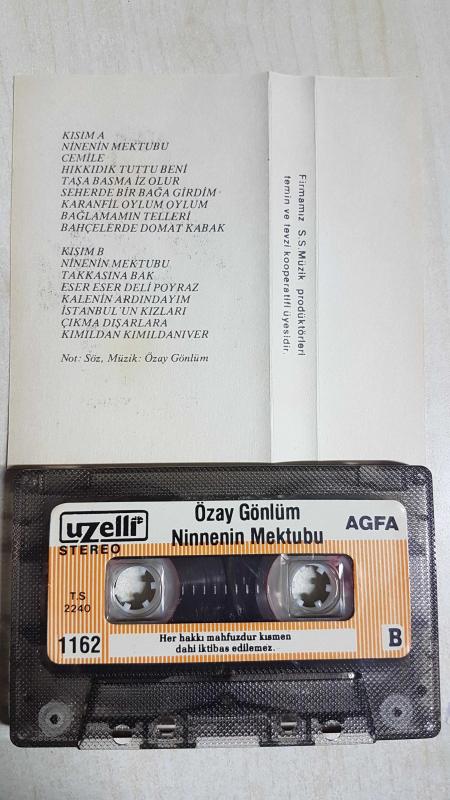 KISIM A
NİNENİN MEKTUBU
CEMİLE
HIKKIDIK TUTTU BENİ
TAŞA BASMA İZ OLUR
SEHERDE BİR BAĞA GİRDİM
KARANFİL OYLUM OYLUM
BAĞLAMAMIN TELLERİ
BAHÇELERDE DOMAT KABAK
KISIM B
NİNENİN MEKTUBU
TAKKASINA BAK
ESER ESER DELİ POYRAZ
KALENİN ARDINDAYIM
İSTANBUL'UN KIZLARI
ÇIKMA DIŞARLARA
KIMILDAN KIMILDANIVER
Not: Söz, Müzik: Özay Gönlüm
Firmamız S.S.Müzik prodüktörleri
temin ve tevzi kooperatifi üyesidir.
uzelli
STEREO
Özay Gönlüm
Ninnenin Mektubu
AGFA
T.S
2240
1162
Her hakkı mahfuzdur kısmen
dahi iktibas edilemez.
B